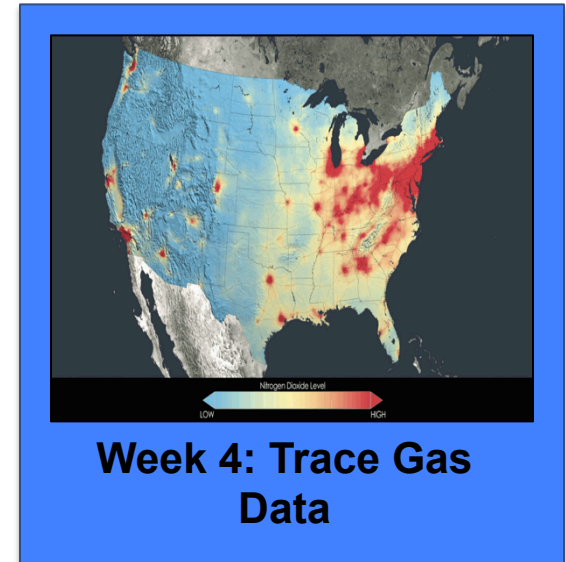 Nitrogen Dioxide Level
LOW HIGH
Week 4: Trace Gas
Data